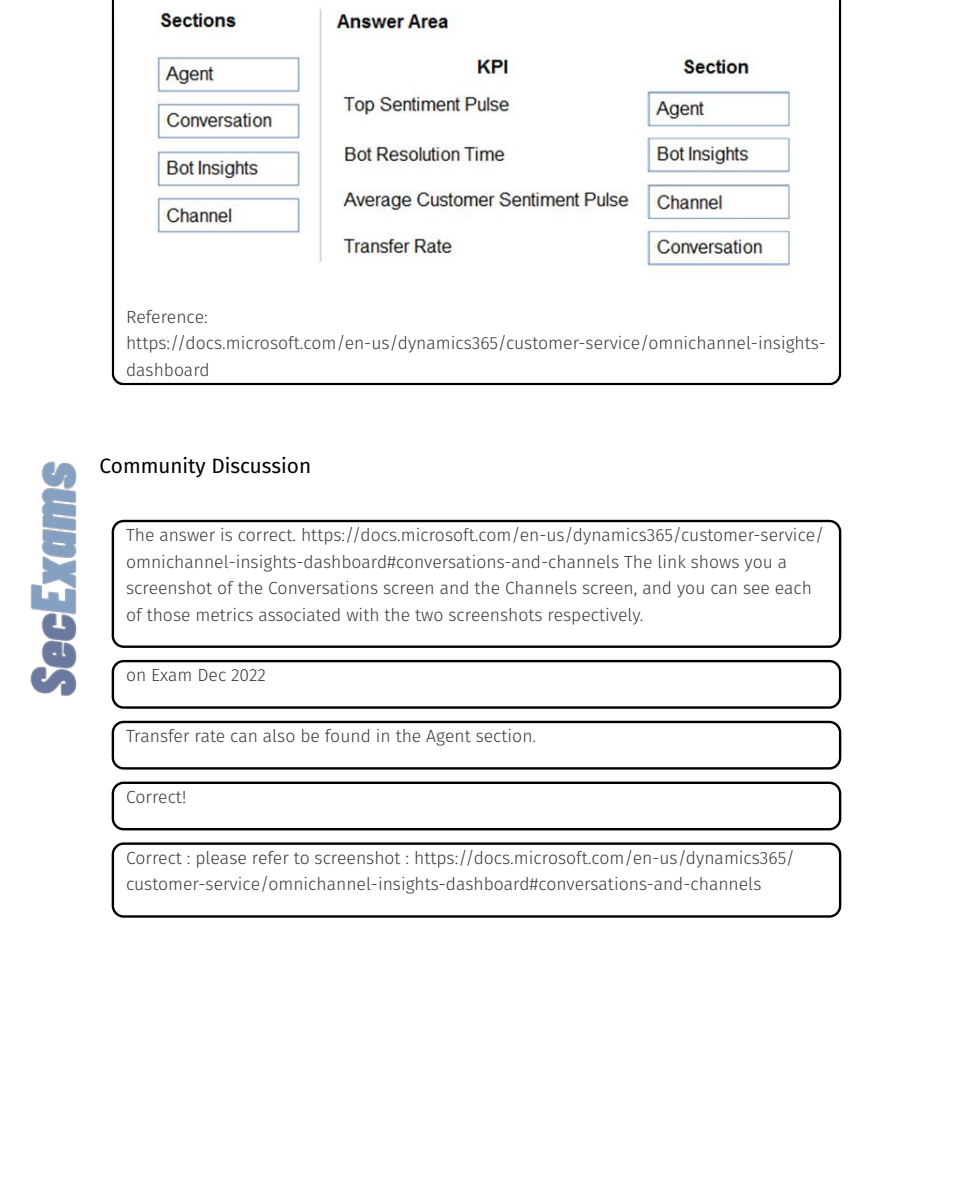 Sections
Answer Area
Agent
Conversation
Bot Insights
Channel
KPI
Section
Top Sentiment Pulse
Agent
Bot Resolution Time
Bot Insights
Average Customer Sentiment Pulse
Channel
Transfer Rate
Conversation
Reference:
https://docs.microsoft.com/en-us/dynamics365/customer-service/omnichannel-insights-
dashboard
SecExams
Community Discussion
The answer is correct. https://docs.microsoft.com/en-us/dynamics365/customer-service/
omnichannel-insights-dashboard#conversations-and-channels The link shows you a
screenshot of the Conversations screen and the Channels screen, and you can see each
of those metrics associated with the two screenshots respectively.
on Exam Dec 2022
Transfer rate can also be found in the Agent section.
Correct!
Correct : please refer to screenshot : https://docs.microsoft.com/en-us/dynamics365/
customer-service/omnichannel-insights-dashboard#conversations-and-channels